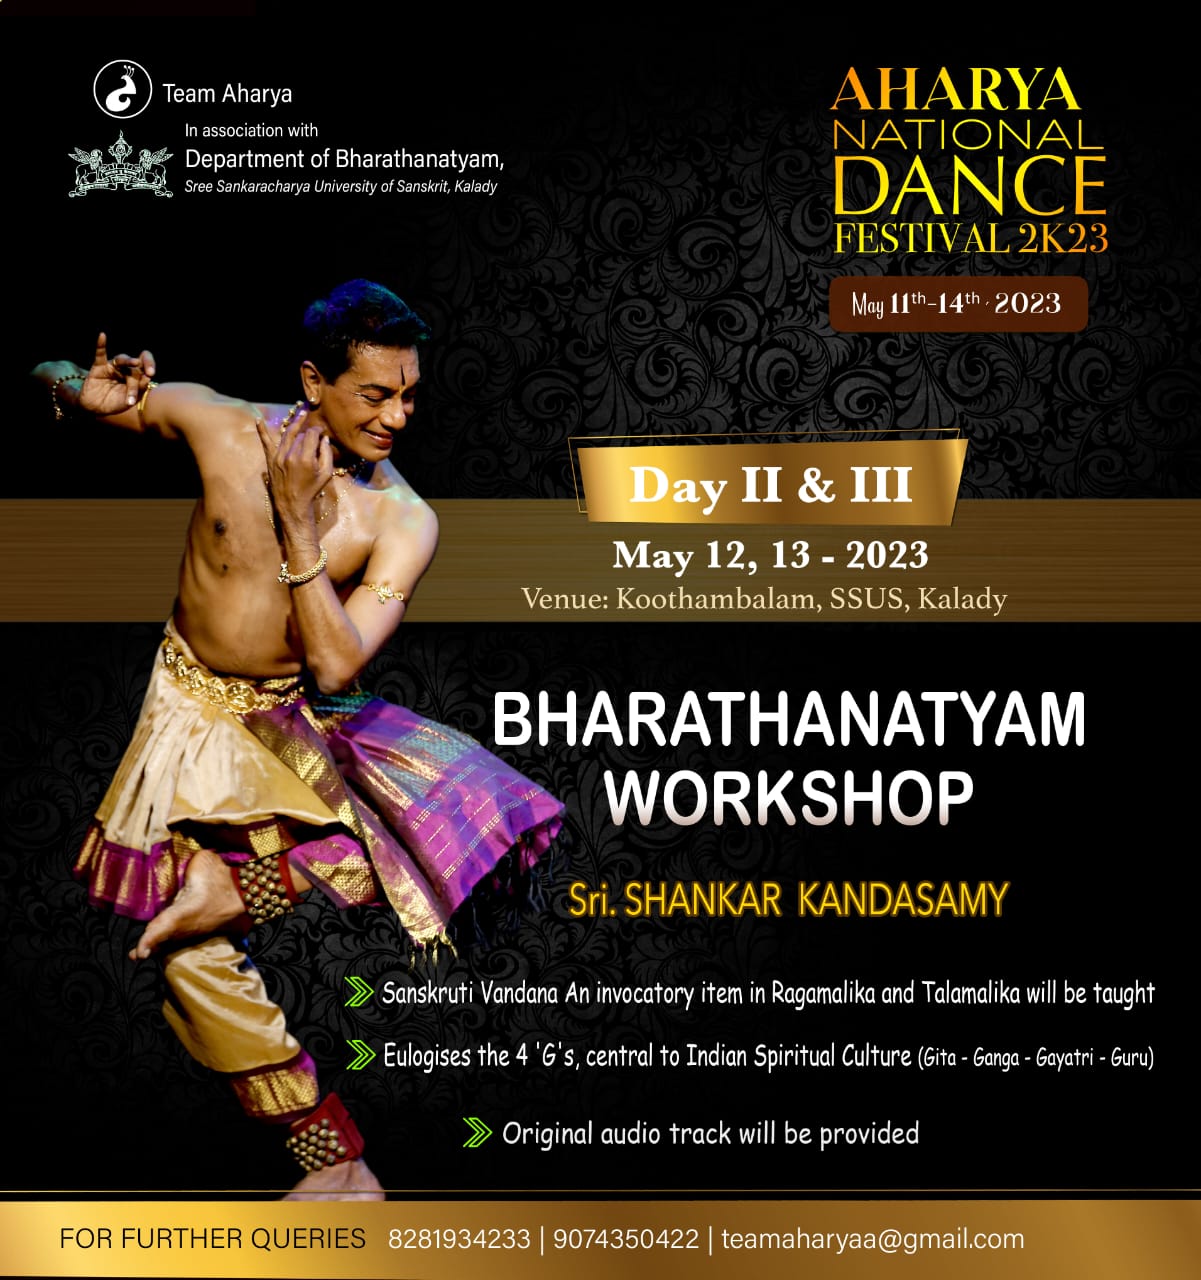 Team Aharya
In association with
Department of Bharathanatyam,
Sree Sankaracharya University of Sanskrit, Kalady
AHARYA
NATIONAL
DANCE
FESTIVAL 2K23
May 11th-14th, 2023
Day II & III
May 12, 13 - 2023
Venue: Koothambalam, SSUS, Kalady
BHARATHANATYAM
WORKSHOP
Sri. SHANKAR KANDASAMY
Sanskruti Vandana An invocatory item in Ragamalika and Talamalika will be taught
Eulogises the 4 'G's, central to Indian Spiritual Culture (Gita - Ganga - Gayatri - Guru)
Original audio track will be provided
FOR FURTHER QUERIES 8281934233 | 9074350422 | teamaharyaa@gmail.com